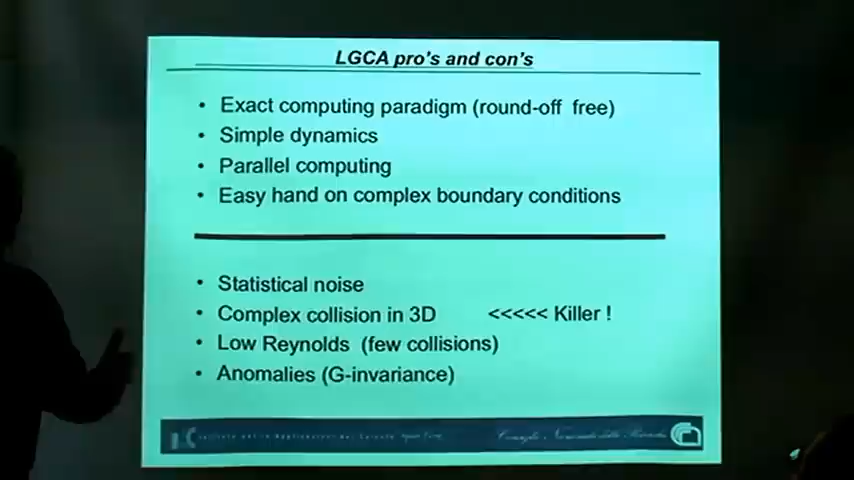 LGCA pro's and con's
• Exact computing paradigm (round-off free)
• Simple dynamics
• Parallel computing
• Easy hand on complex boundary conditions
• Statistical noise
• Complex collision in 3D <<<<< Killer !
• Low Reynolds (few collisions)
• Anomalies (G-invariance)